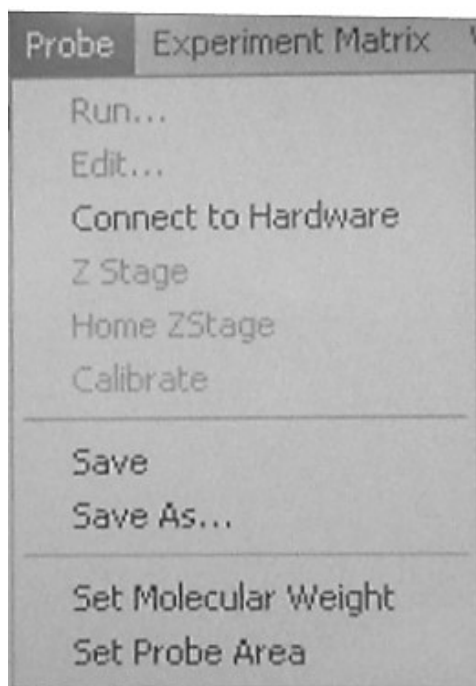 Probe Experiment Matrix
Run...
Edit...
Connect to Hardware
Z Stage
Home ZStage
Calibrate
Save
Save As...
Set Molecular Weight
Set Probe Area